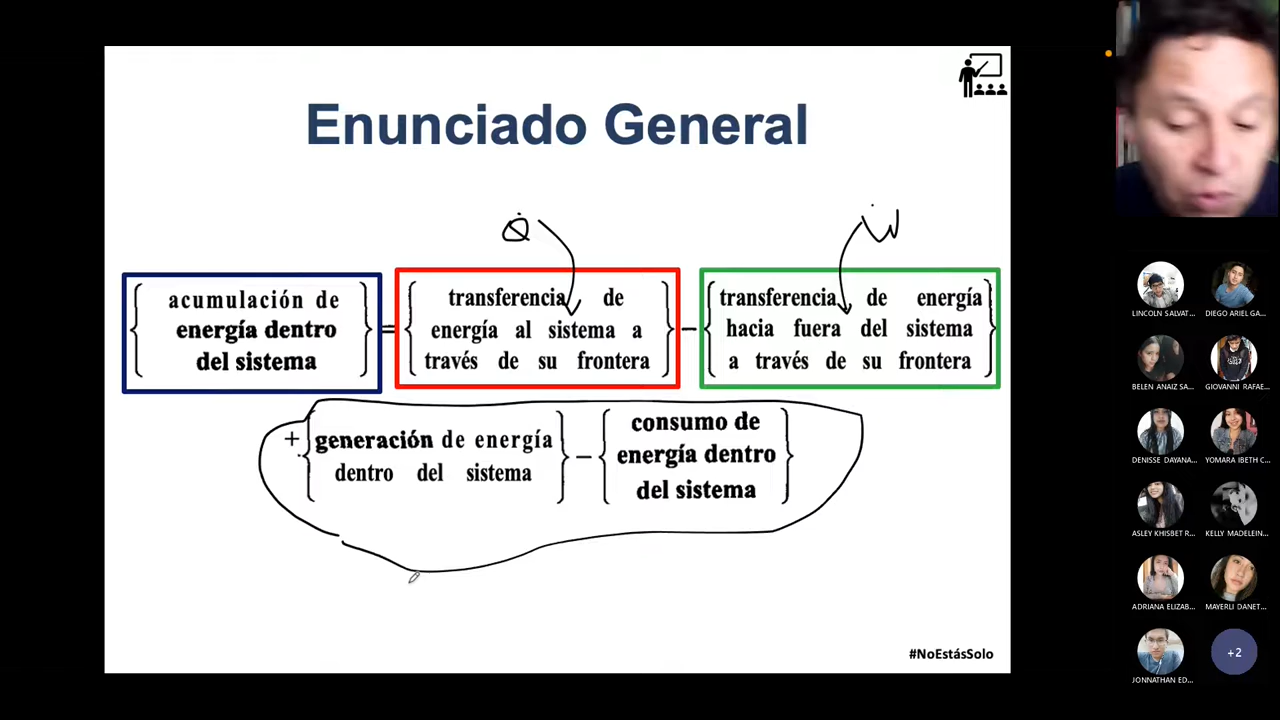 Enunciado General
Q̇
Ẇ
acumulación de
energía dentro
del sistema
=
transferencia de
energía al sistema a
través de su frontera
−
transferencia de energía
hacia fuera del sistema
a través de su frontera
+
generación de energía
dentro del sistema
−
consumo de
energía dentro
del sistema
#NoEstásSolo
LINCOLN SALVAT...
DIEGO ARIEL GA...
BELEN ANAIZ SA...
GIOVANNI RAFAE...
DENISSE DAYANA...
YOMARA IBETH C...
ASLEY KHISBET R...
KELLY MADELEIN...
ADRIANA ELIZAB...
MAYERLI DANET...
JONNATHAN ED...
+2